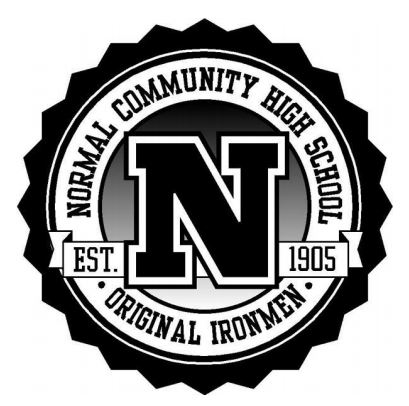 NORMAL COMMUNITY HIGH SCHOOL
N
EST. 1905
• ORIGINAL IRONMEN •